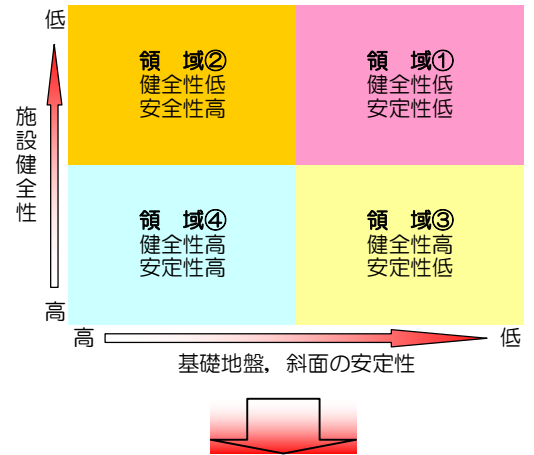 低
領　域②
健全性低
安全性高
領　域①
健全性低
安定性低
施設健全性
領　域④
健全性高
安定性高
領　域③
健全性高
安定性低
高
高
低
基礎地盤，斜面の安定性